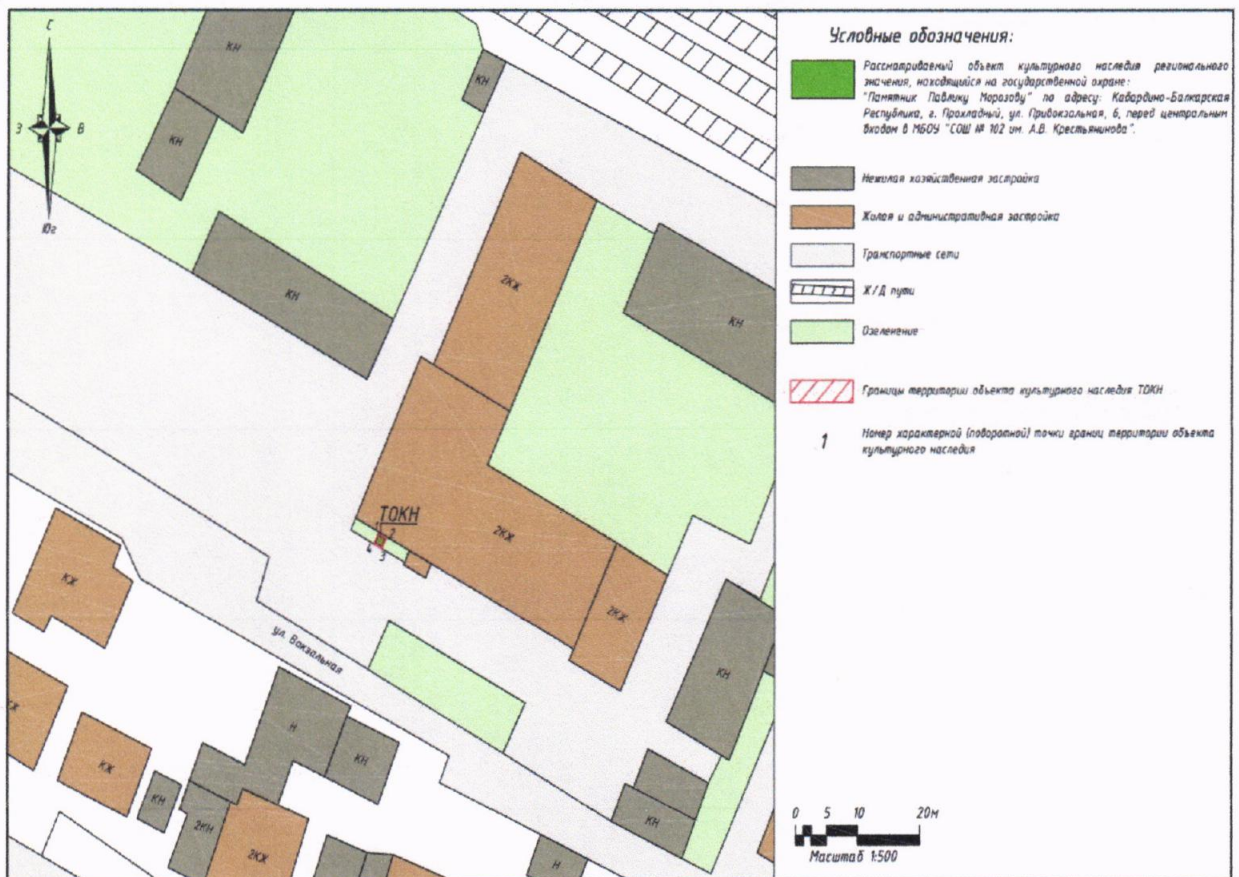 С
З
В
Юг
КН
КН
КН
КН
КН
2КЖ
2КЖ
2КЖ
ТОКН
1
2
3
4
КЖ
КЖ
КН
2КН
2КЖ
Н
КН
Н
КН
КН
ул. Вокзальная
Условные обозначения:
Рассматриваемый объект культурного наследия регионального
значения, находящийся на государственной охране:
"Памятник Павлику Морозову" по адресу: Кабардино-Балкарская
Республика, г. Прохладный, ул. Привокзальная, 6, перед центральным
входом в МБОУ "СОШ № 102 им. А.В. Крестьянинова".
Нежилая хозяйственная застройка
Жилая и административная застройка
Транспортные сети
Ж/Д пути
Озеленение
Границы территории объекта культурного наследия ТОКН
1
Номер характерной (поворотной) точки границ территории объекта
культурного наследия
0 5 10 20м
Масштаб 1:500